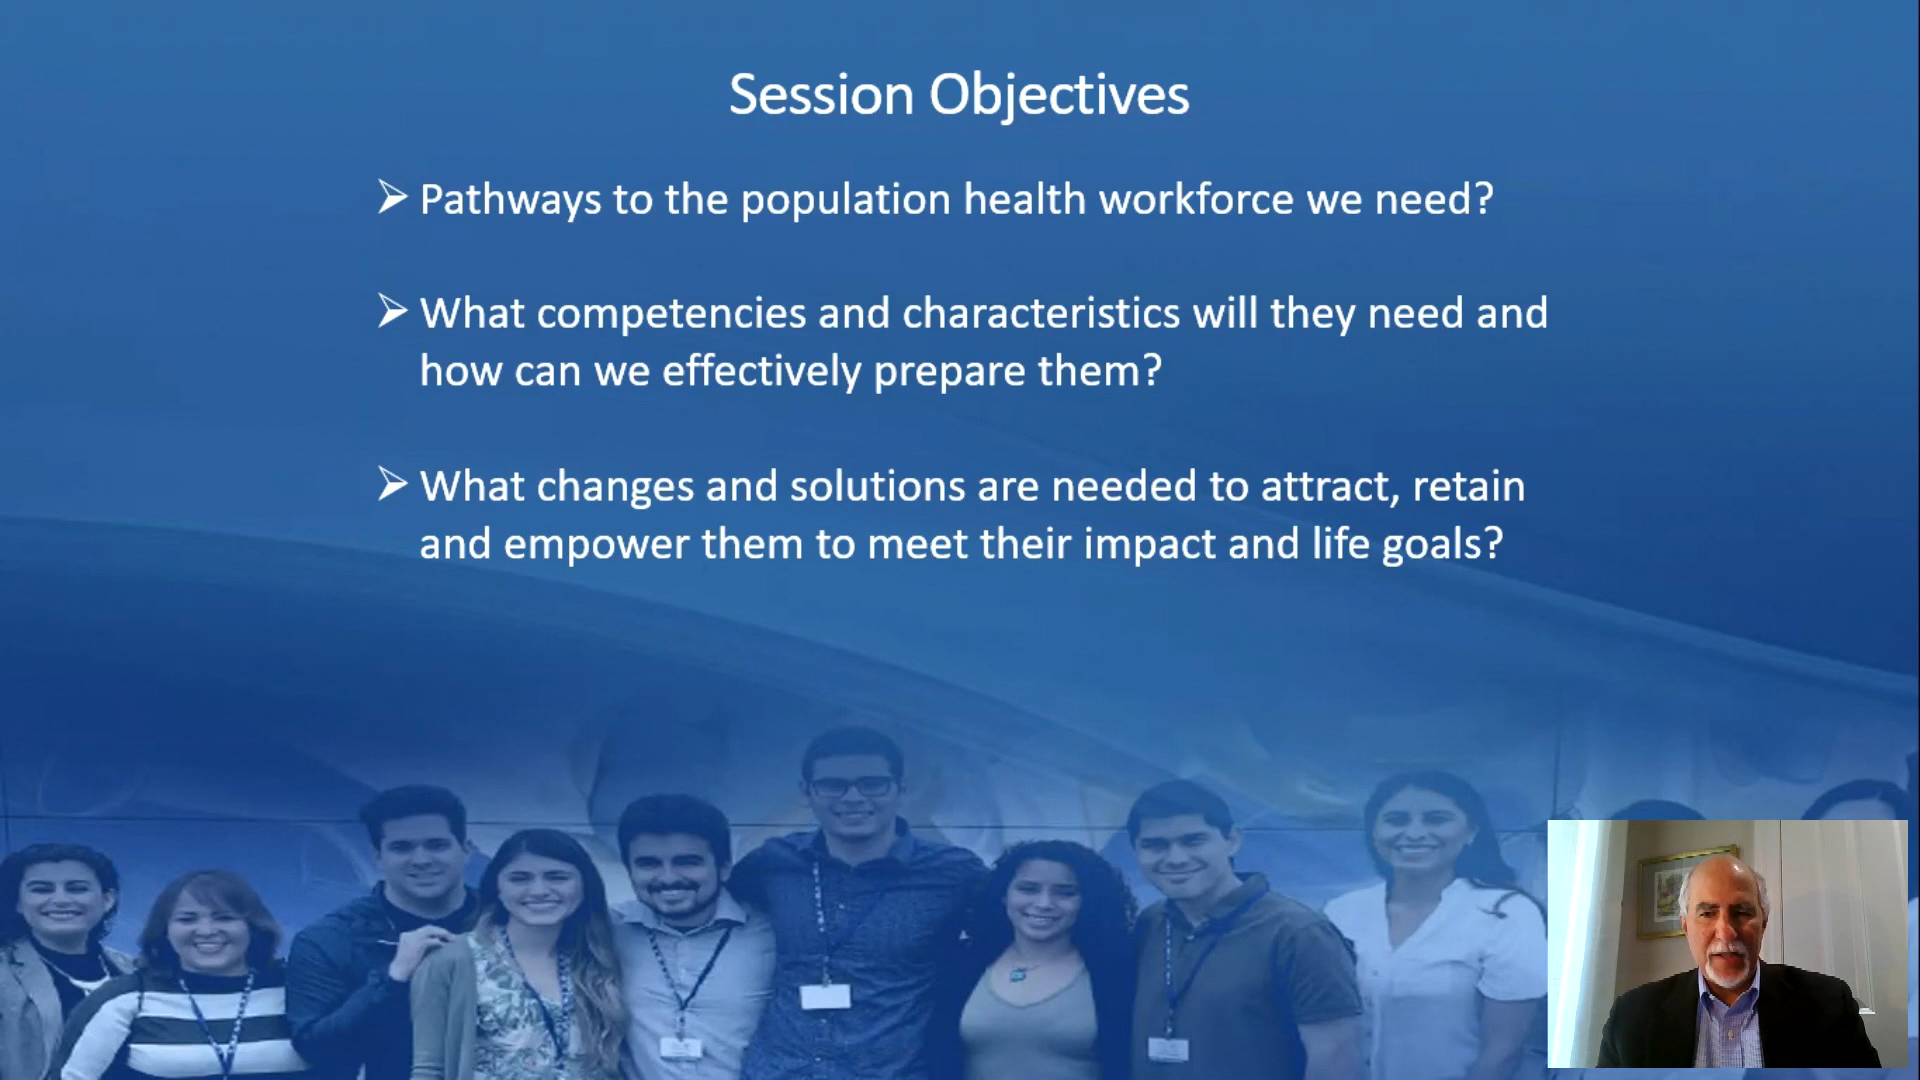 Session Objectives
➢ Pathways to the population health workforce we need?
➢ What competencies and characteristics will they need and
how can we effectively prepare them?
➢ What changes and solutions are needed to attract, retain
and empower them to meet their impact and life goals?